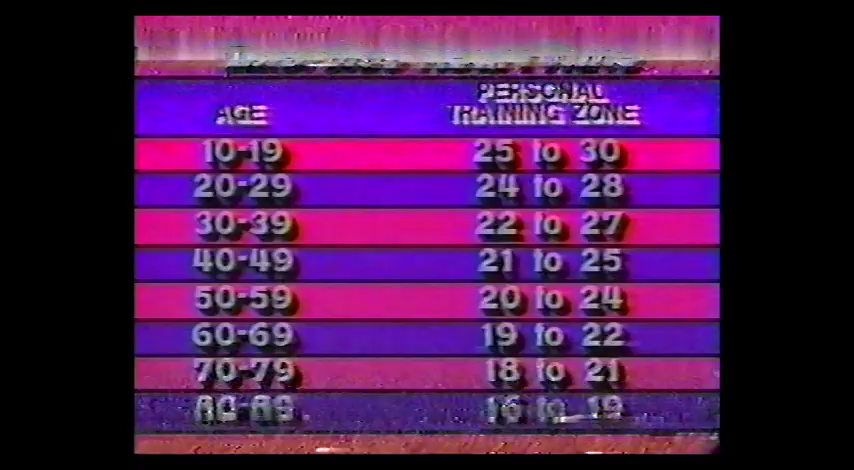 PERSONAL
AGE TRAINING ZONE
10-19 25 to 30
20-29 24 to 28
30-39 22 to 27
40-49 21 to 25
50-59 20 to 24
60-69 19 to 22
70-79 18 to 21
16 to 19